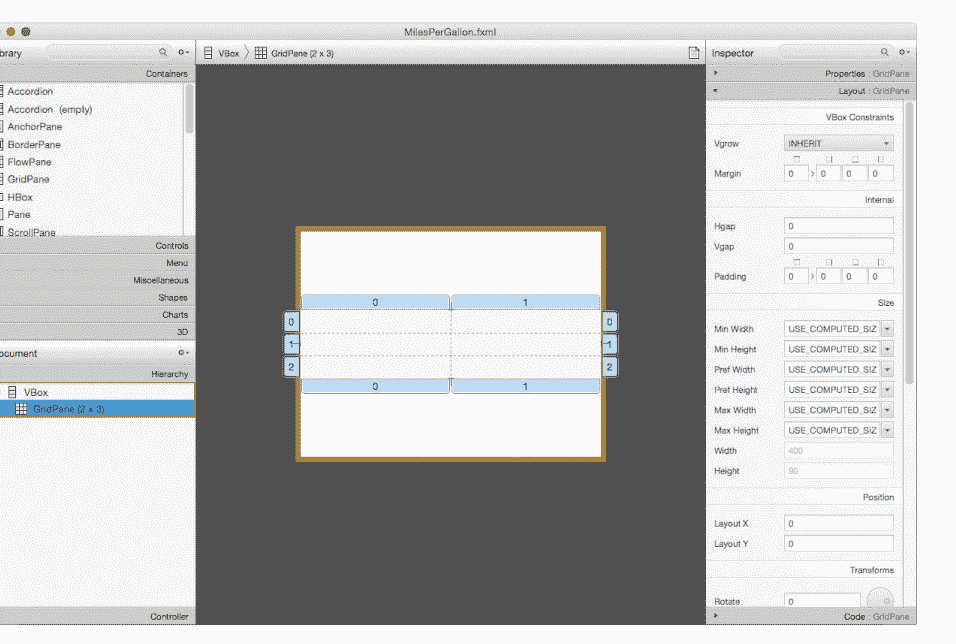 MilesPerGallon.fxml
brary
VBox
GridPane (2 x 3)
Inspector
Containers
Accordion
Accordion (empty)
AnchorPane
BorderPane
FlowPane
GridPane
HBox
Pane
ScrollPane
Controls
Menu
Miscellaneous
Shapes
Charts
3D
ocument
Hierarchy
VBox
GridPane (2 x 3)
Controller
0 1
0 0
1 1
2 2
0 1
Properties : GridPane
Layout : GridPane
VBox Constraints
Vgrow INHERIT
Margin 0 0 0 0
Internal
Hgap 0
Vgap 0
Padding 0 0 0 0
Size
Min Width USE_COMPUTED_SIZ
Min Height USE_COMPUTED_SIZ
Pref Width USE_COMPUTED_SIZ
Pref Height USE_COMPUTED_SIZ
Max Width USE_COMPUTED_SIZ
Max Height USE_COMPUTED_SIZ
Width 400
Height 90
Position
Layout X 0
Layout Y 0
Transforms
Rotate 0
Code : GridPane